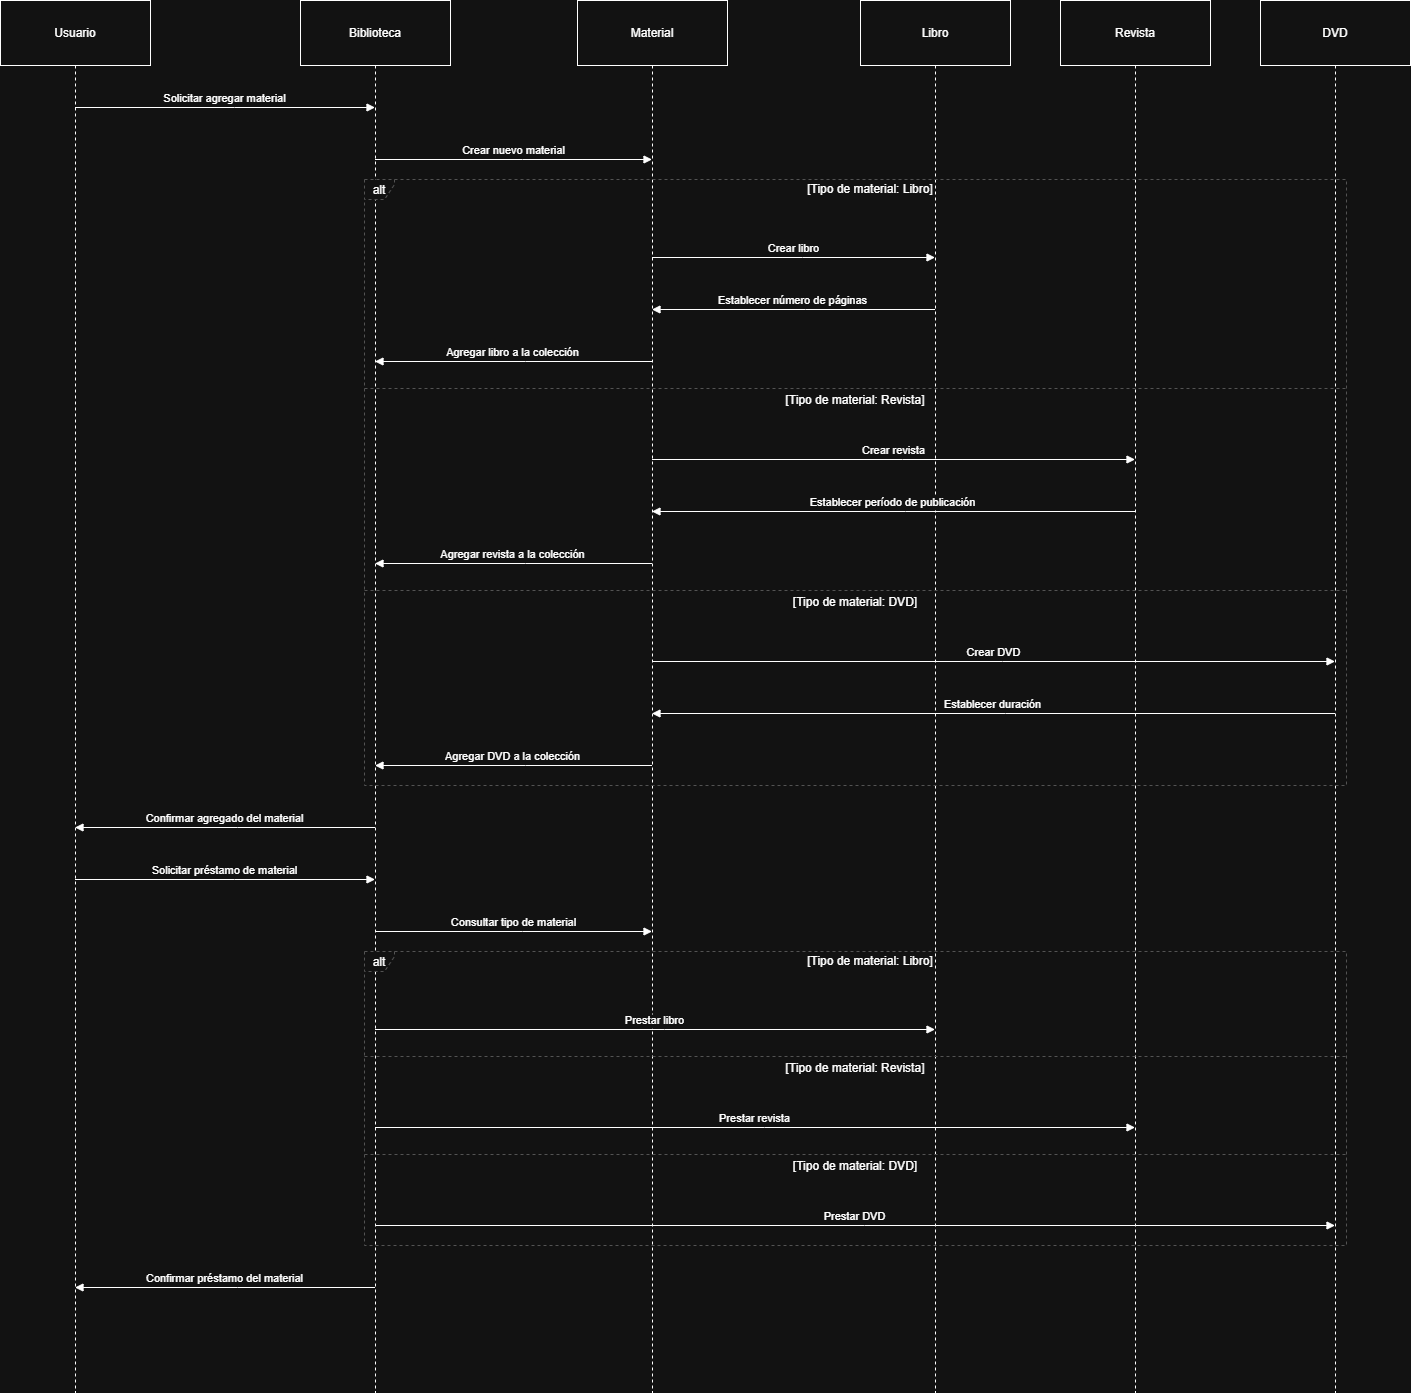 Usuario
Biblioteca
Material
Libro
Revista
DVD
Solicitar agregar material
Crear nuevo material
alt
[Tipo de material: Libro]
Crear libro
Establecer número de páginas
Agregar libro a la colección
[Tipo de material: Revista]
Crear revista
Establecer período de publicación
Agregar revista a la colección
[Tipo de material: DVD]
Crear DVD
Establecer duración
Agregar DVD a la colección
Confirmar agregado del material
Solicitar préstamo de material
Consultar tipo de material
alt
[Tipo de material: Libro]
Prestar libro
[Tipo de material: Revista]
Prestar revista
[Tipo de material: DVD]
Prestar DVD
Confirmar préstamo del material